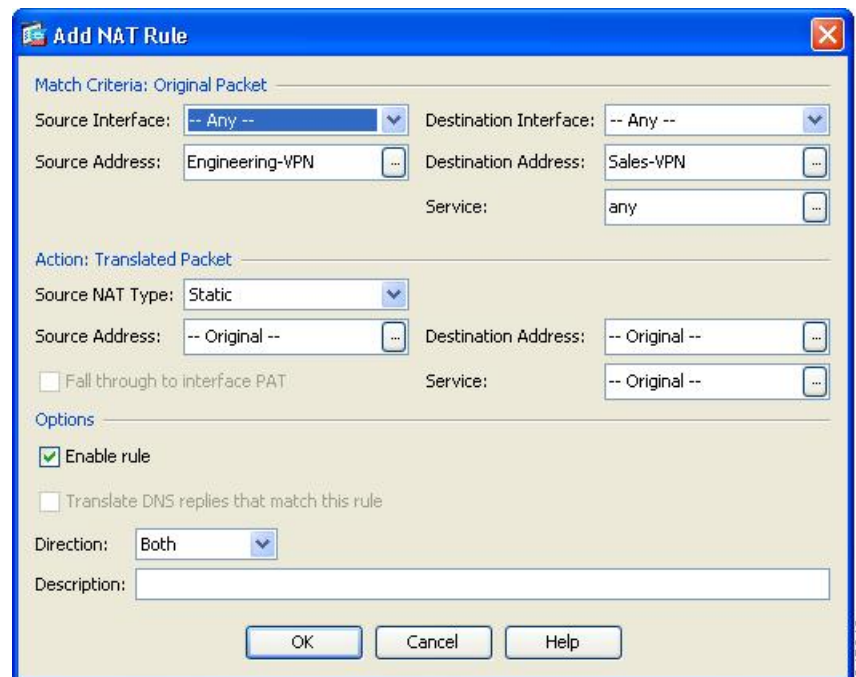 Add NAT Rule
Match Criteria: Original Packet
Source Interface: -- Any -- Destination Interface: -- Any --
Source Address: Engineering-VPN ... Destination Address: Sales-VPN ...
Service: any ...
Action: Translated Packet
Source NAT Type: Static
Source Address: -- Original -- ... Destination Address: -- Original -- ...
Fall through to interface PAT Service: -- Original -- ...
Options
Enable rule
Translate DNS replies that match this rule
Direction: Both
Description:
OK Cancel Help